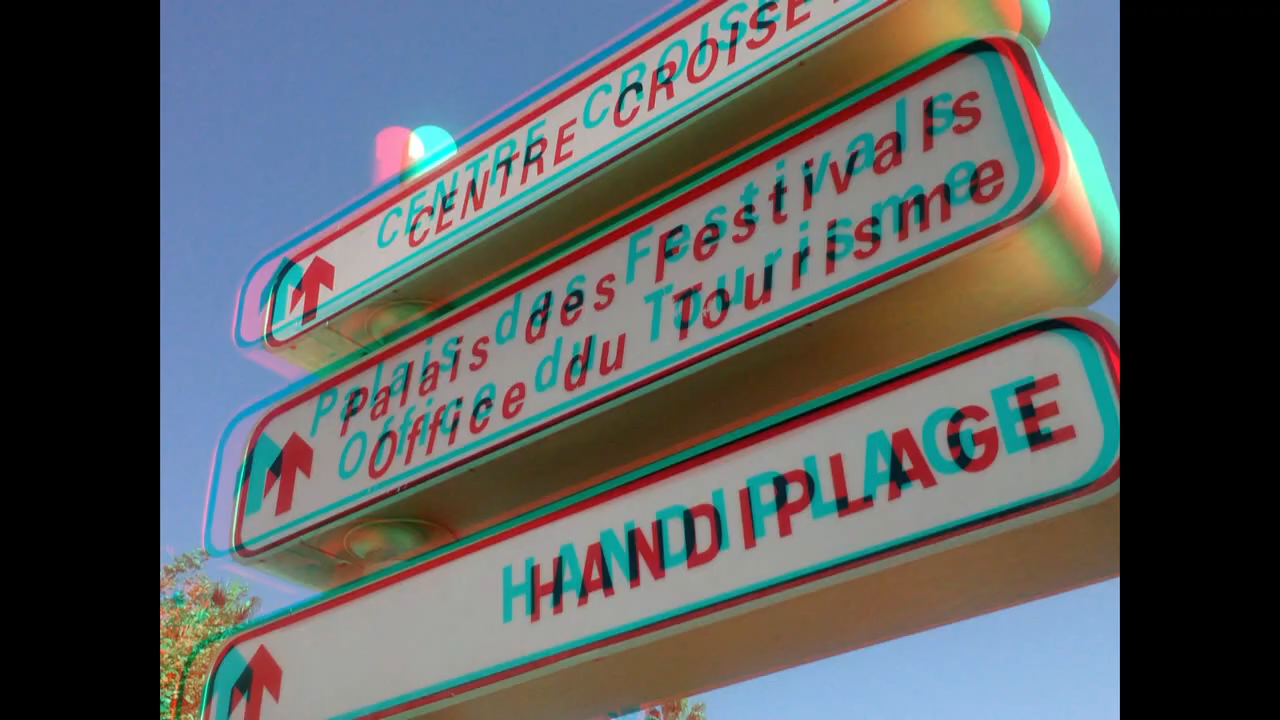 CENTRE CROISE
Palais des Festivals
Office du Tourisme
HANDIPLAGE